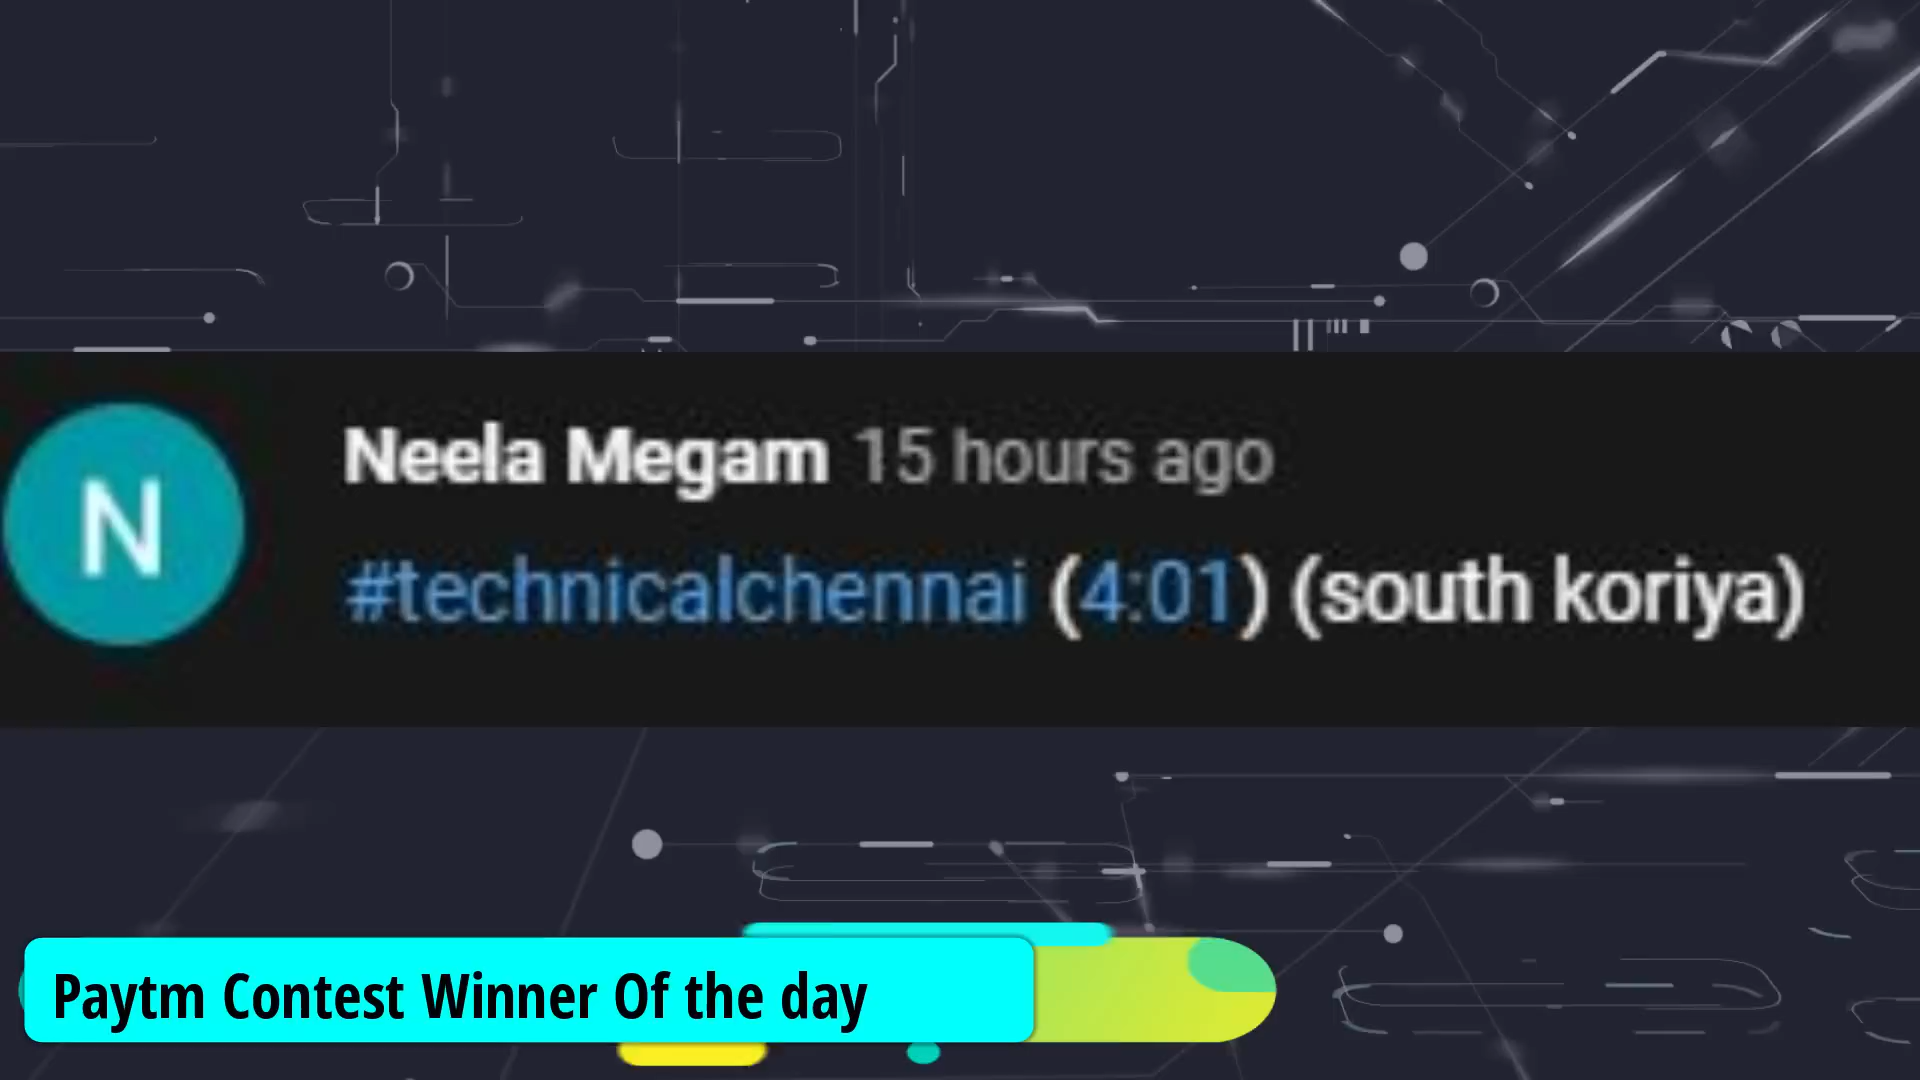 N
Neela Megam 15 hours ago
#technicalchennai (4:01) (south koriya)
Paytm Contest Winner Of the day